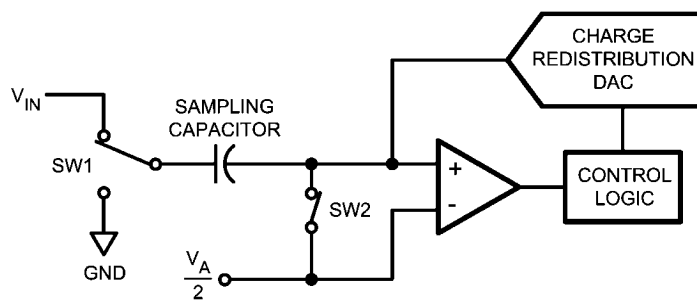 CHARGE
REDISTRIBUTION
DAC
V_IN
SAMPLING
CAPACITOR
SW1
+
-
SW2
CONTROL
LOGIC
GND
V_A
2